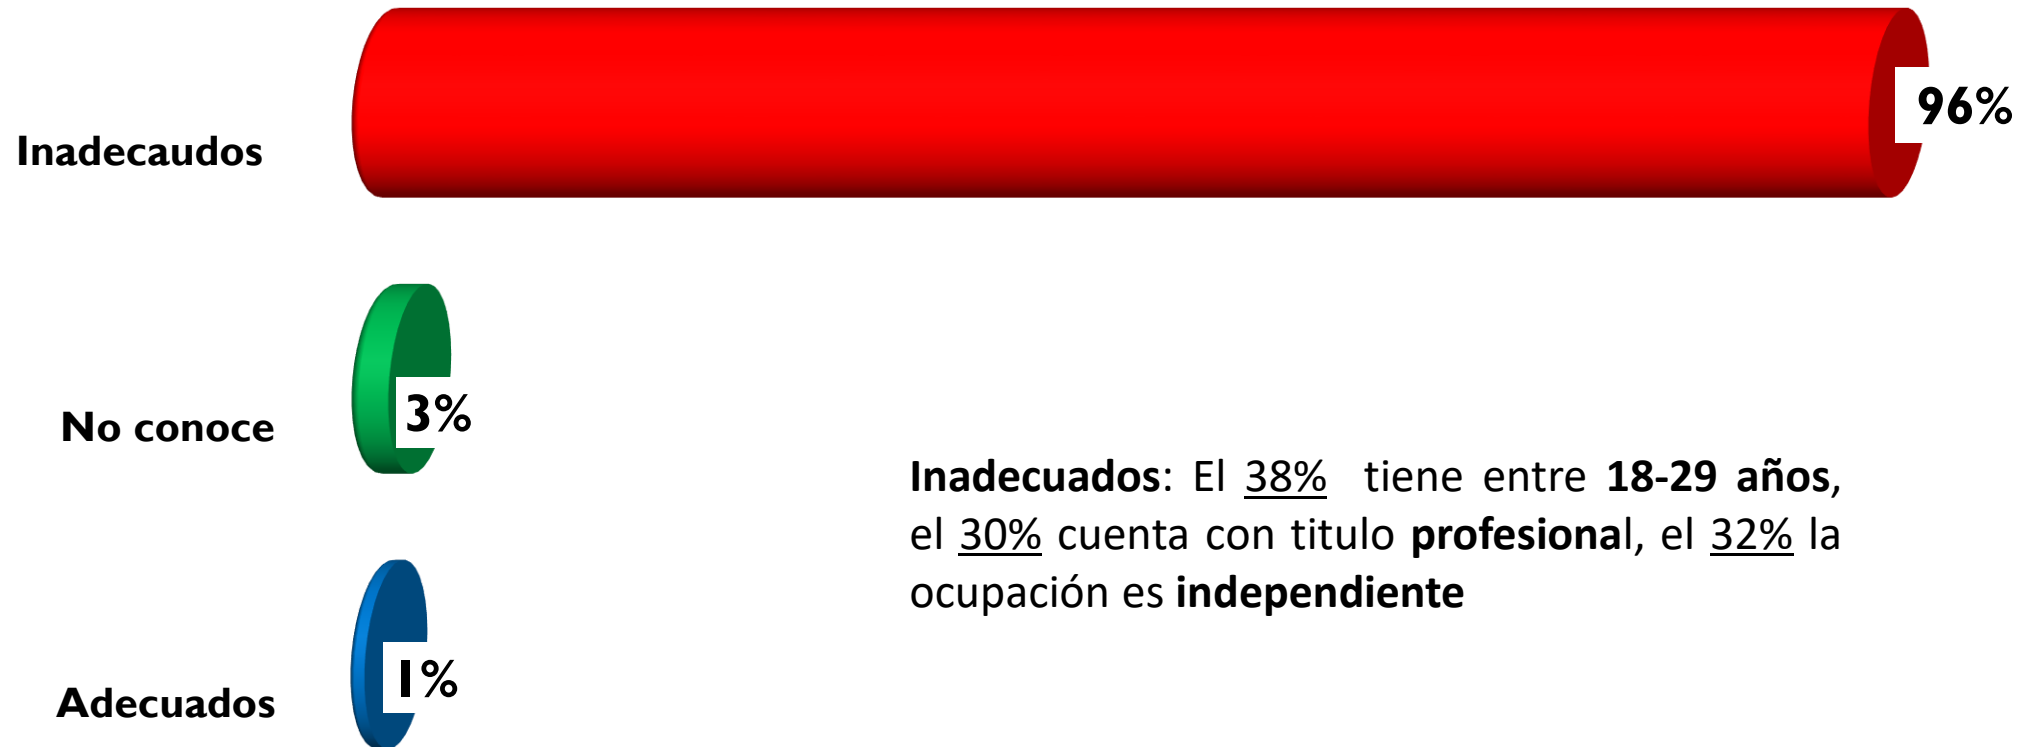 96%
Inadecaudos
3%
No conoce
Inadecuados: El 38% tiene entre 18-29 años,
el 30% cuenta con titulo profesional, el 32% la
ocupación es independiente
1%
Adecuados